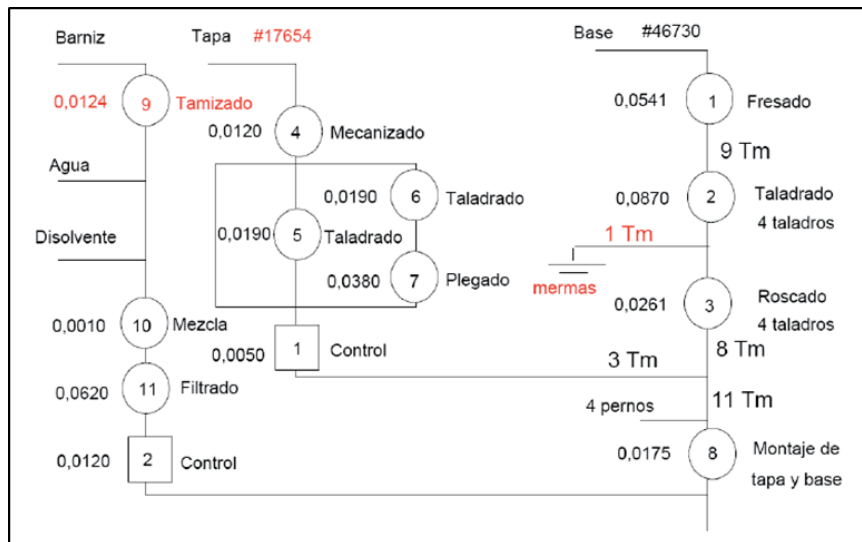 Barniz
Tapa #17654
Base #46730
0,0124 9 Tamizado
0,0120 4 Mecanizado
0,0541 1 Fresado
9 Tm
Agua
0,0190 6 Taladrado
0,0870 2 Taladrado
4 taladros
Disolvente
0,0190 5 Taladrado
1 Tm
mermas
0,0380 7 Plegado
0,0261 3 Roscado
4 taladros
0,0010 10 Mezcla
0,0050 1 Control
8 Tm
3 Tm
0,0620 11 Filtrado
4 pernos
11 Tm
0,0120 2 Control
0,0175 8 Montaje de
tapa y base